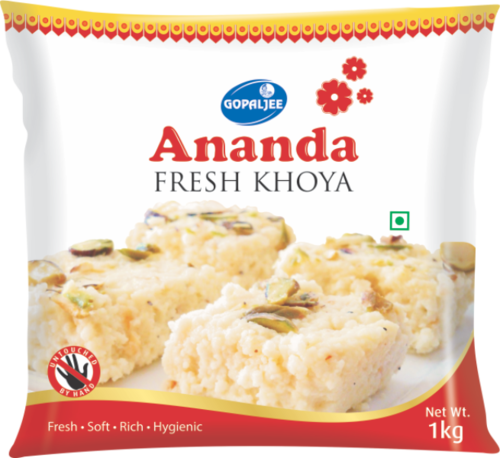 GOPALJEE
Ananda
FRESH KHOYA
UNTOUCHED
BY HAND
Fresh • Soft • Rich • Hygienic
Net Wt.
1kg